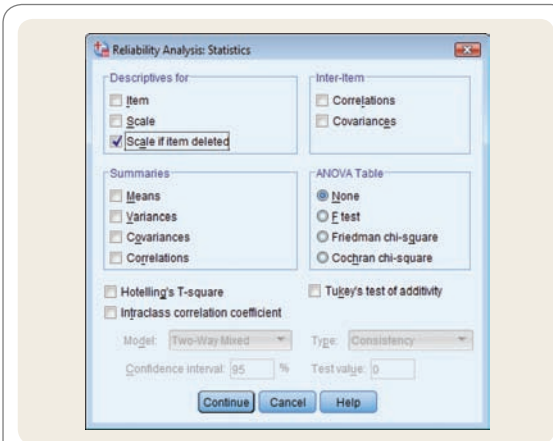 Reliability Analysis: Statistics
Descriptives for
Item
Scale
Scale if item deleted
Inter-Item
Correlations
Covariances
Summaries
Means
Variances
Covariances
Correlations
ANOVA Table
None
F test
Friedman chi-square
Cochran chi-square
Hotelling's T-square
Tukey's test of additivity
Intraclass correlation coefficient
Model: Two-Way Mixed Type: Consistency
Confidence interval: 95 % Test value: 0
Continue Cancel Help